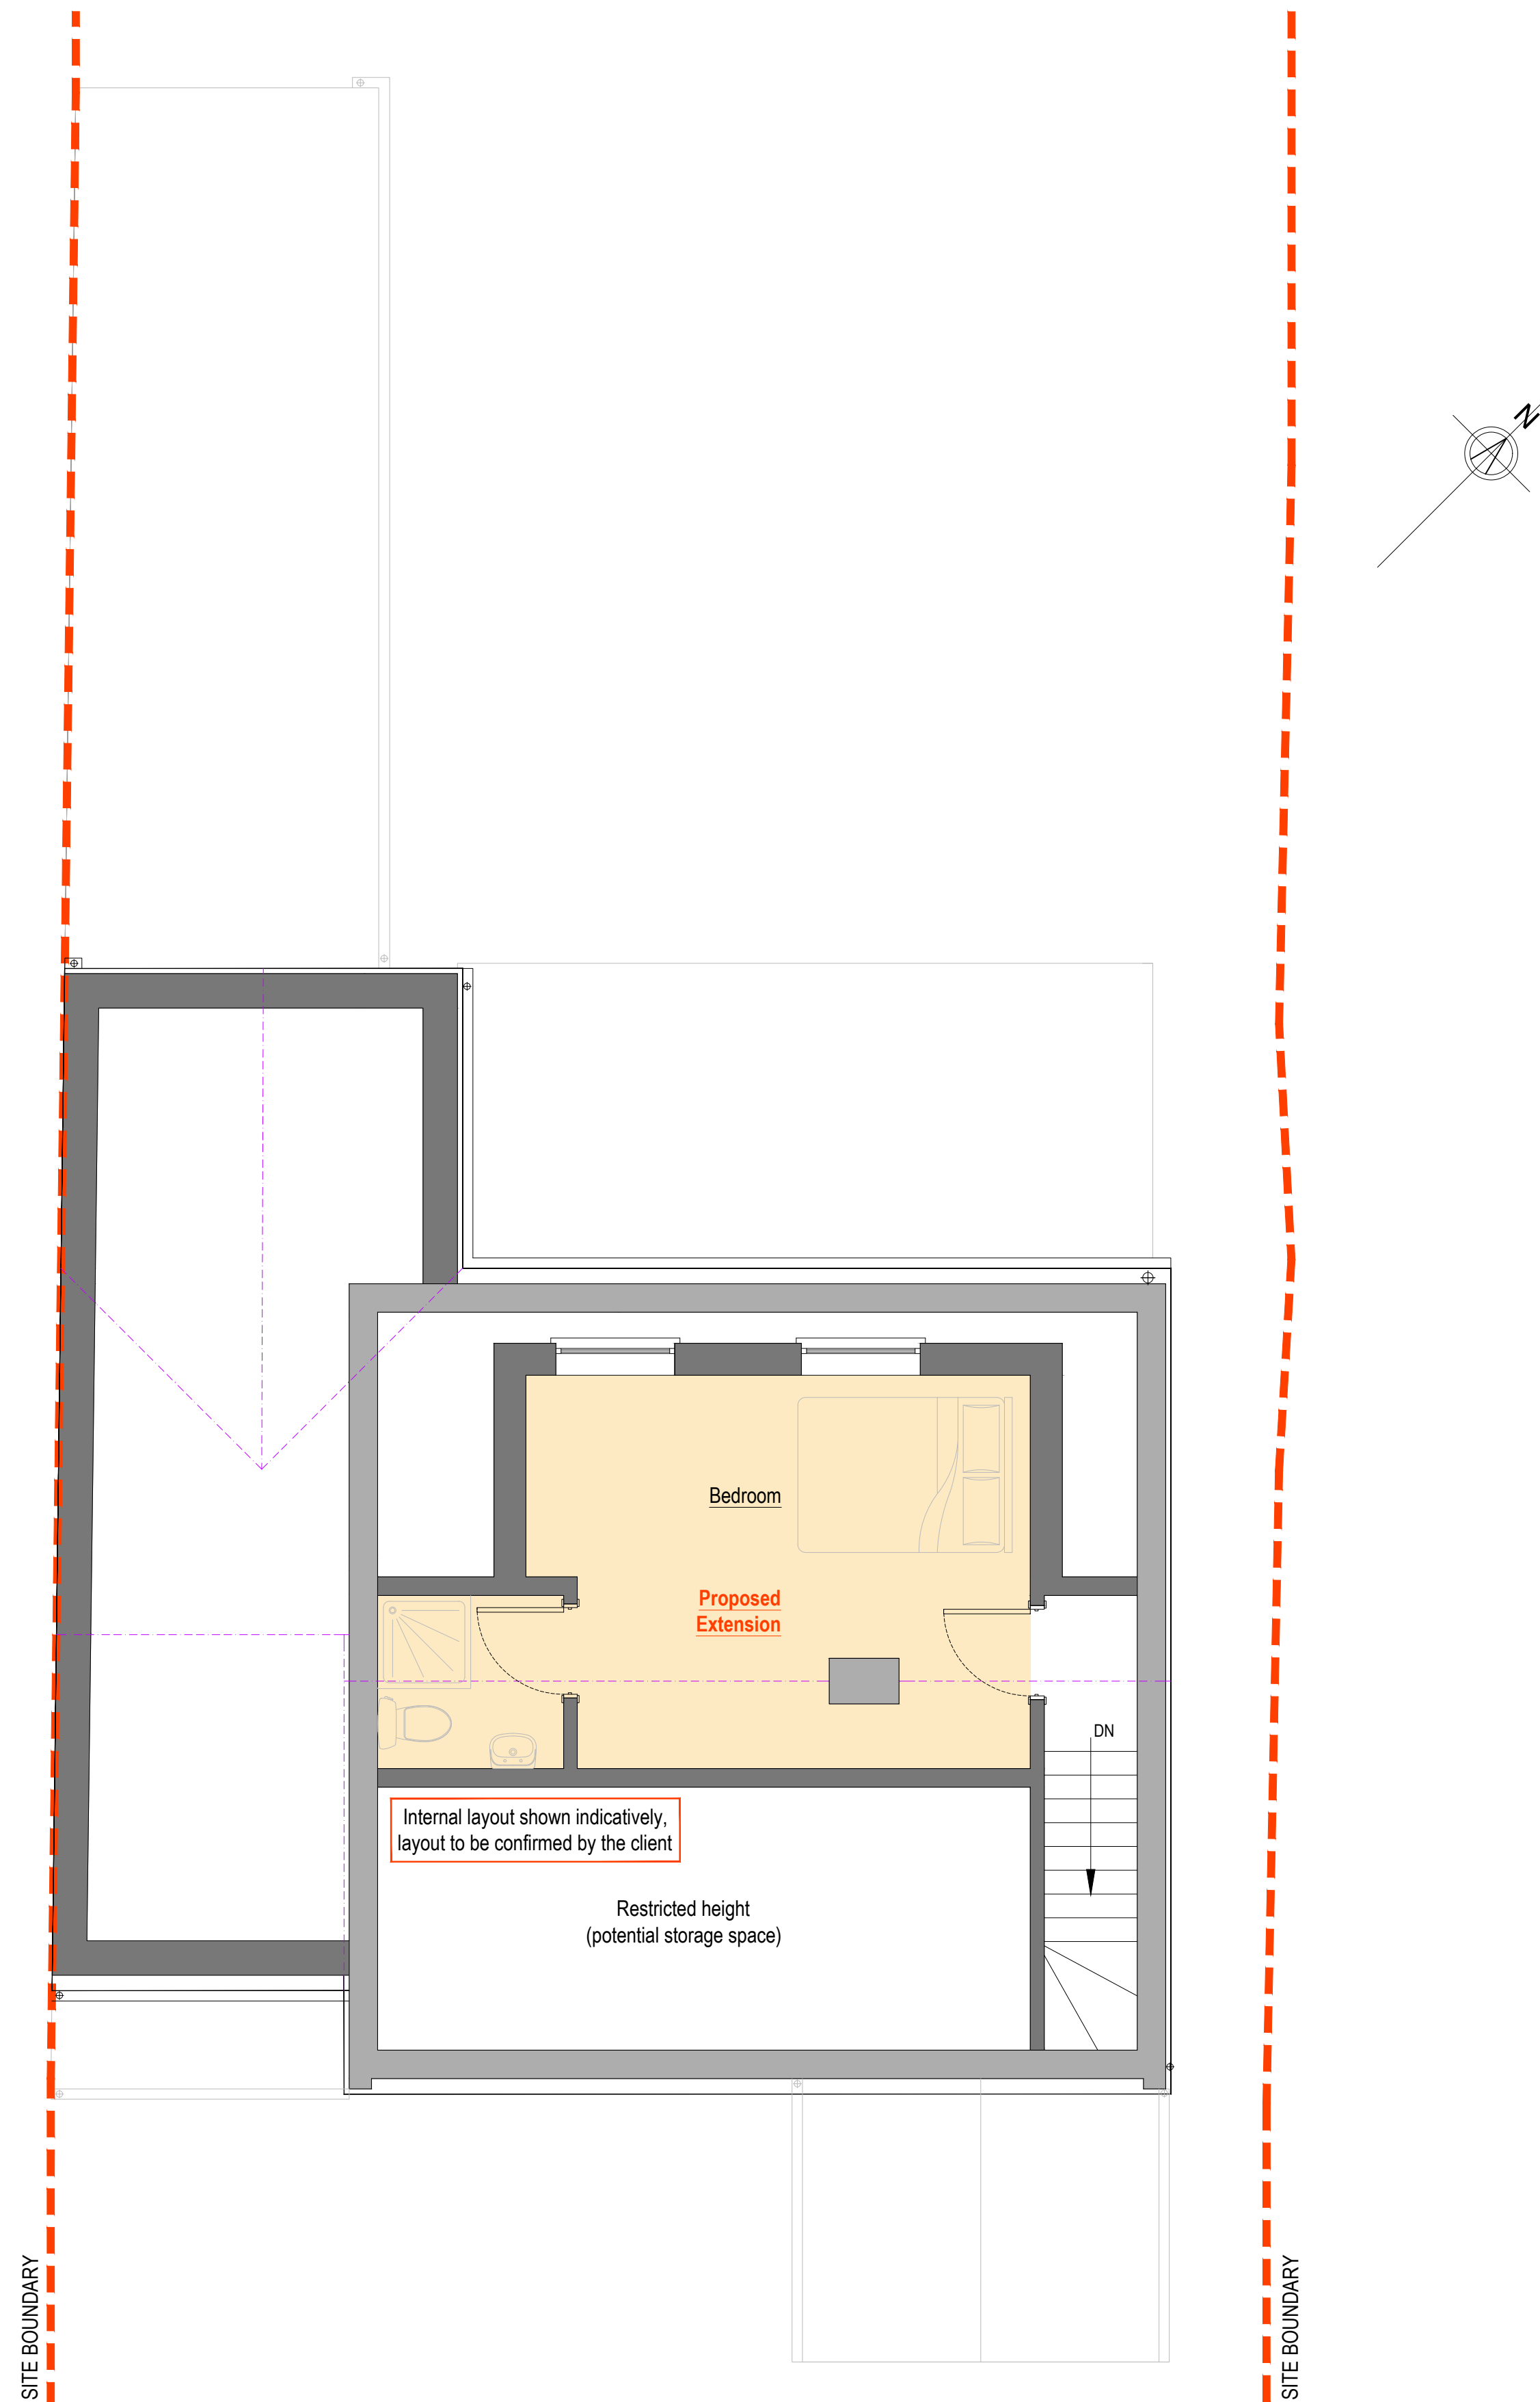 N
Bedroom
Proposed
Extension
DN
Internal layout shown indicatively,
layout to be confirmed by the client
Restricted height
(potential storage space)
SITE BOUNDARY
SITE BOUNDARY